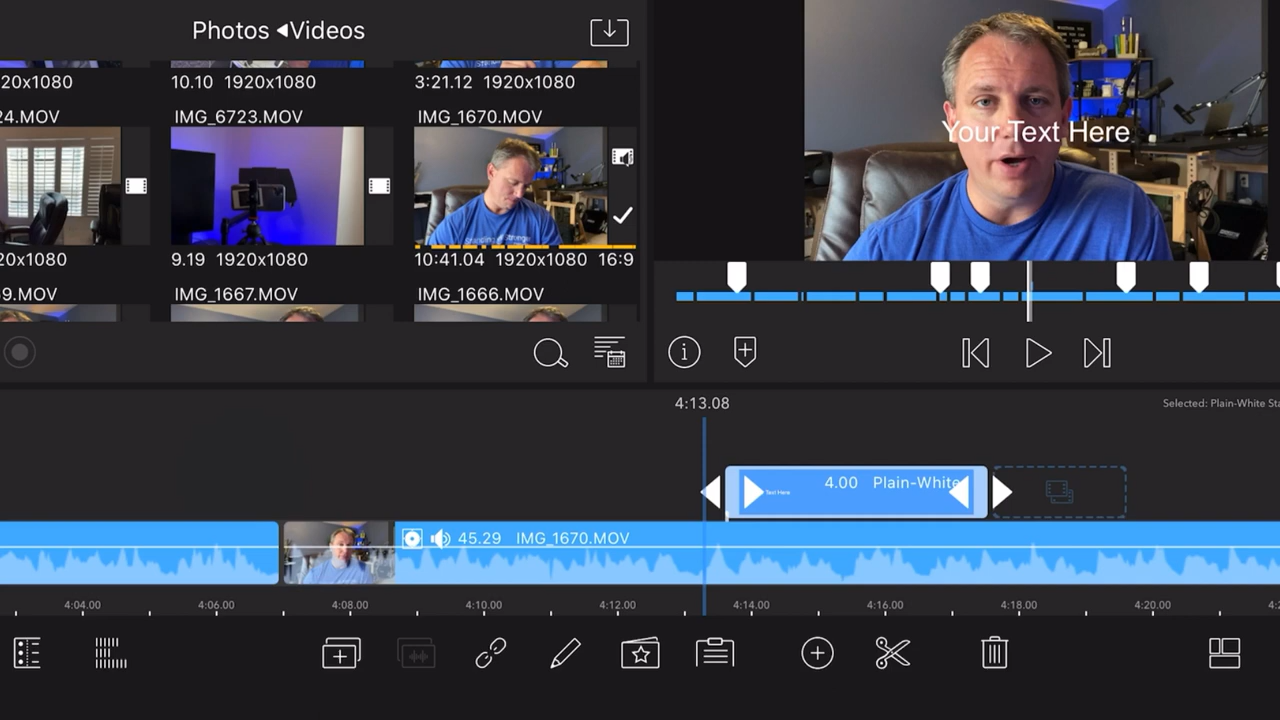 Photos ◂Videos
20x1080
10.10 1920x1080
3:21.12 1920x1080
24.MOV
IMG_6723.MOV
IMG_1670.MOV
Your Text Here
20x1080
9.19 1920x1080
10:41.04 1920x1080 16:9
9.MOV
IMG_1667.MOV
IMG_1666.MOV
4:13.08
Selected: Plain-White Sta
Text Here
4.00 Plain-White
45.29 IMG_1670.MOV
4:04.00
4:06.00
4:08.00
4:10.00
4:12.00
4:14.00
4:16.00
4:18.00
4:20.00
4:2